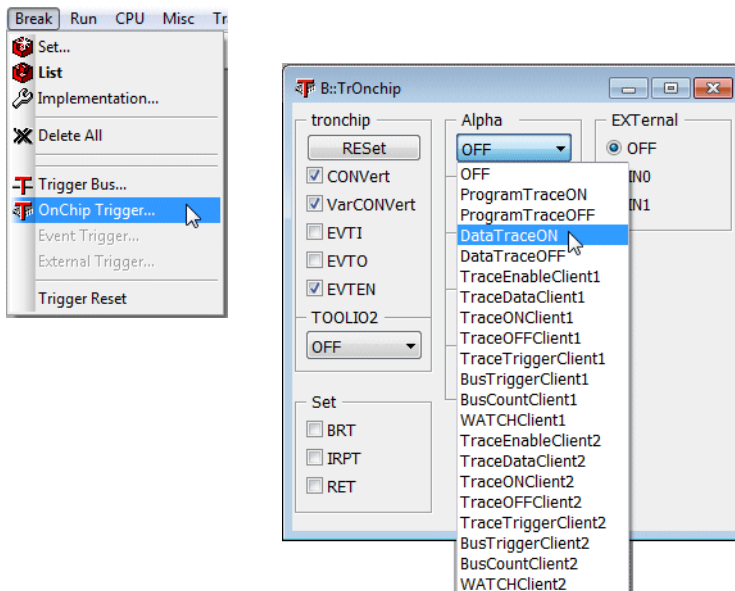 Break Run CPU Misc Tr
Set...
List
Implementation...
Delete All
Trigger Bus...
OnChip Trigger...
Event Trigger...
External Trigger...
Trigger Reset
B::TrOnchip
tronchip
RESet
CONVert
VarCONVert
EVTI
EVTO
EVTEN
TOOLIO2
OFF
Set
BRT
IRPT
RET
Alpha
OFF
OFF
ProgramTraceON
ProgramTraceOFF
DataTraceON
DataTraceOFF
TraceEnableClient1
TraceDataClient1
TraceONClient1
TraceOFFClient1
TraceTriggerClient1
BusTriggerClient1
BusCountClient1
WATCHClient1
TraceEnableClient2
TraceDataClient2
TraceONClient2
TraceOFFClient2
TraceTriggerClient2
BusTriggerClient2
BusCountClient2
WATCHClient2
EXTernal
OFF
IN0
IN1